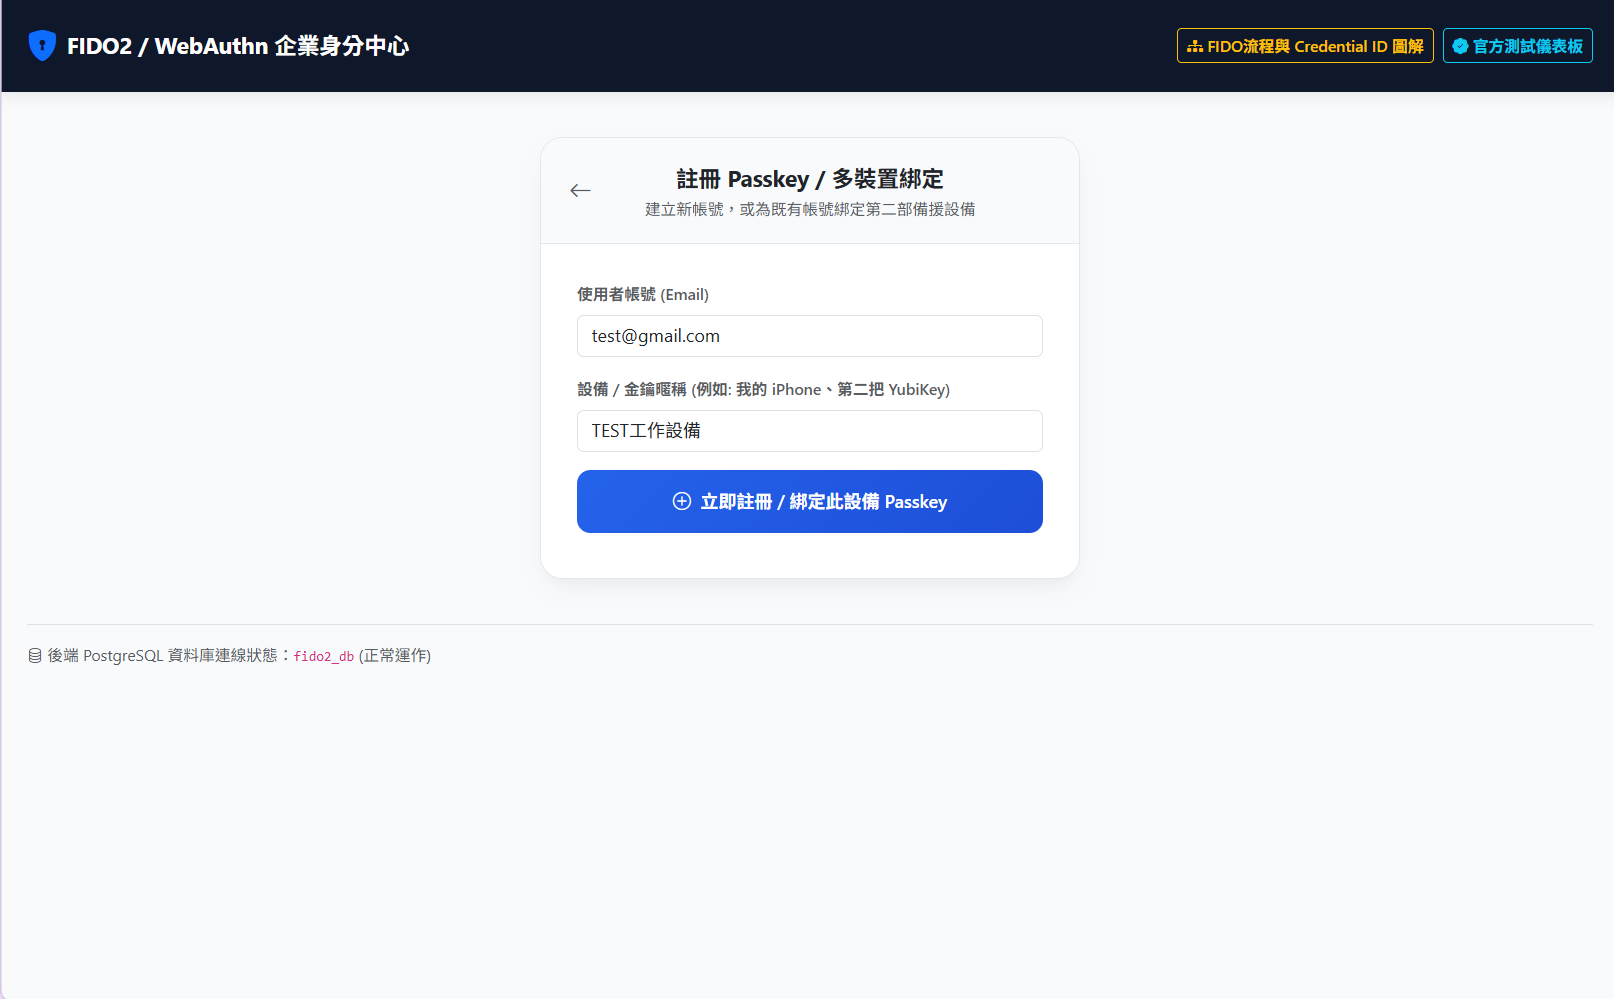 FIDO2 / WebAuthn 企業身分中心
FIDO流程與 Credential ID 圖解
官方測試儀表板
註冊 Passkey / 多裝置綁定
建立新帳號，或為既有帳號綁定第二部備援設備
使用者帳號 (Email)
test@gmail.com
設備 / 金鑰暱稱 (例如: 我的 iPhone、第二把 YubiKey)
TEST工作設備
立即註冊 / 綁定此設備 Passkey
後端 PostgreSQL 資料庫連線狀態：fido2_db (正常運作)